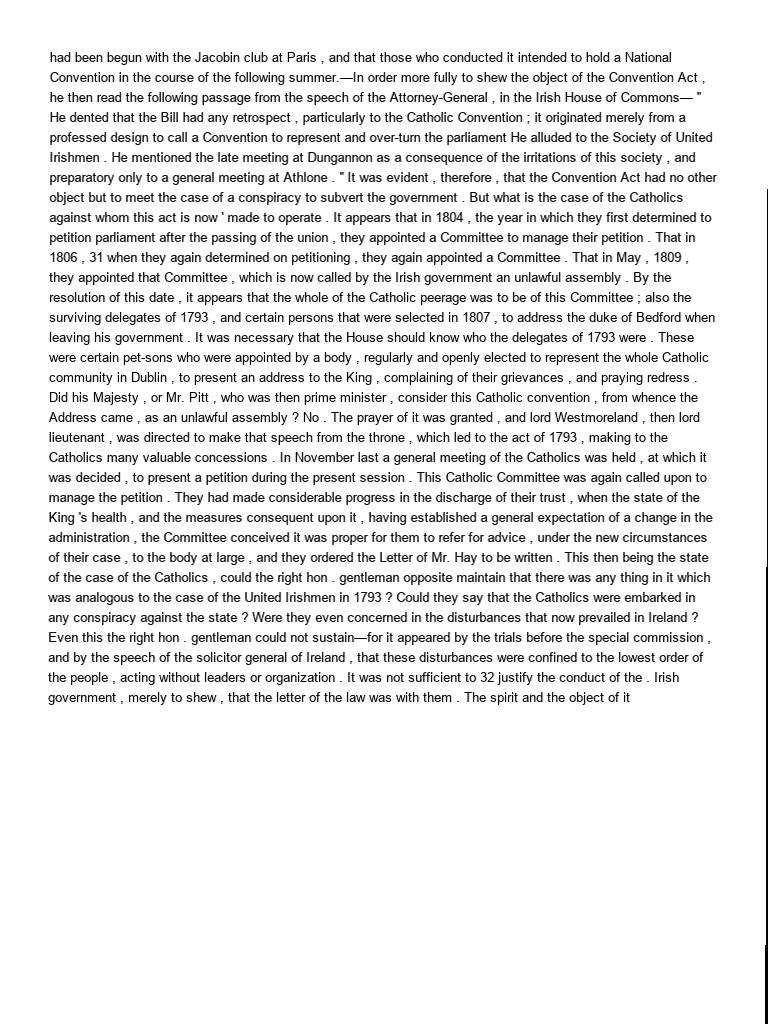 had been begun with the Jacobin club at Paris , and that those who conducted it intended to hold a National
Convention in the course of the following summer.—In order more fully to shew the object of the Convention Act ,
he then read the following passage from the speech of the Attorney-General , in the Irish House of Commons— "
He dented that the Bill had any retrospect , particularly to the Catholic Convention ; it originated merely from a
professed design to call a Convention to represent and over-turn the parliament He alluded to the Society of United
Irishmen . He mentioned the late meeting at Dungannon as a consequence of the irritations of this society , and
preparatory only to a general meeting at Athlone . " It was evident , therefore , that the Convention Act had no other
object but to meet the case of a conspiracy to subvert the government . But what is the case of the Catholics
against whom this act is now ' made to operate . It appears that in 1804 , the year in which they first determined to
petition parliament after the passing of the union , they appointed a Committee to manage their petition . That in
1806 , 31 when they again determined on petitioning , they again appointed a Committee . That in May , 1809 ,
they appointed that Committee , which is now called by the Irish government an unlawful assembly . By the
resolution of this date , it appears that the whole of the Catholic peerage was to be of this Committee ; also the
surviving delegates of 1793 , and certain persons that were selected in 1807 , to address the duke of Bedford when
leaving his government . It was necessary that the House should know who the delegates of 1793 were . These
were certain pet-sons who were appointed by a body , regularly and openly elected to represent the whole Catholic
community in Dublin , to present an address to the King , complaining of their grievances , and praying redress .
Did his Majesty , or Mr. Pitt , who was then prime minister , consider this Catholic convention , from whence the
Address came , as an unlawful assembly ? No . The prayer of it was granted , and lord Westmoreland , then lord
lieutenant , was directed to make that speech from the throne , which led to the act of 1793 , making to the
Catholics many valuable concessions . In November last a general meeting of the Catholics was held , at which it
was decided , to present a petition during the present session . This Catholic Committee was again called upon to
manage the petition . They had made considerable progress in the discharge of their trust , when the state of the
King 's health , and the measures consequent upon it , having established a general expectation of a change in the
administration , the Committee conceived it was proper for them to refer for advice , under the new circumstances
of their case , to the body at large , and they ordered the Letter of Mr. Hay to be written . This then being the state
of the case of the Catholics , could the right hon . gentleman opposite maintain that there was any thing in it which
was analogous to the case of the United Irishmen in 1793 ? Could they say that the Catholics were embarked in
any conspiracy against the state ? Were they even concerned in the disturbances that now prevailed in Ireland ?
Even this the right hon . gentleman could not sustain—for it appeared by the trials before the special commission ,
and by the speech of the solicitor general of Ireland , that these disturbances were confined to the lowest order of
the people , acting without leaders or organization . It was not sufficient to 32 justify the conduct of the . Irish
government , merely to shew , that the letter of the law was with them . The spirit and the object of it